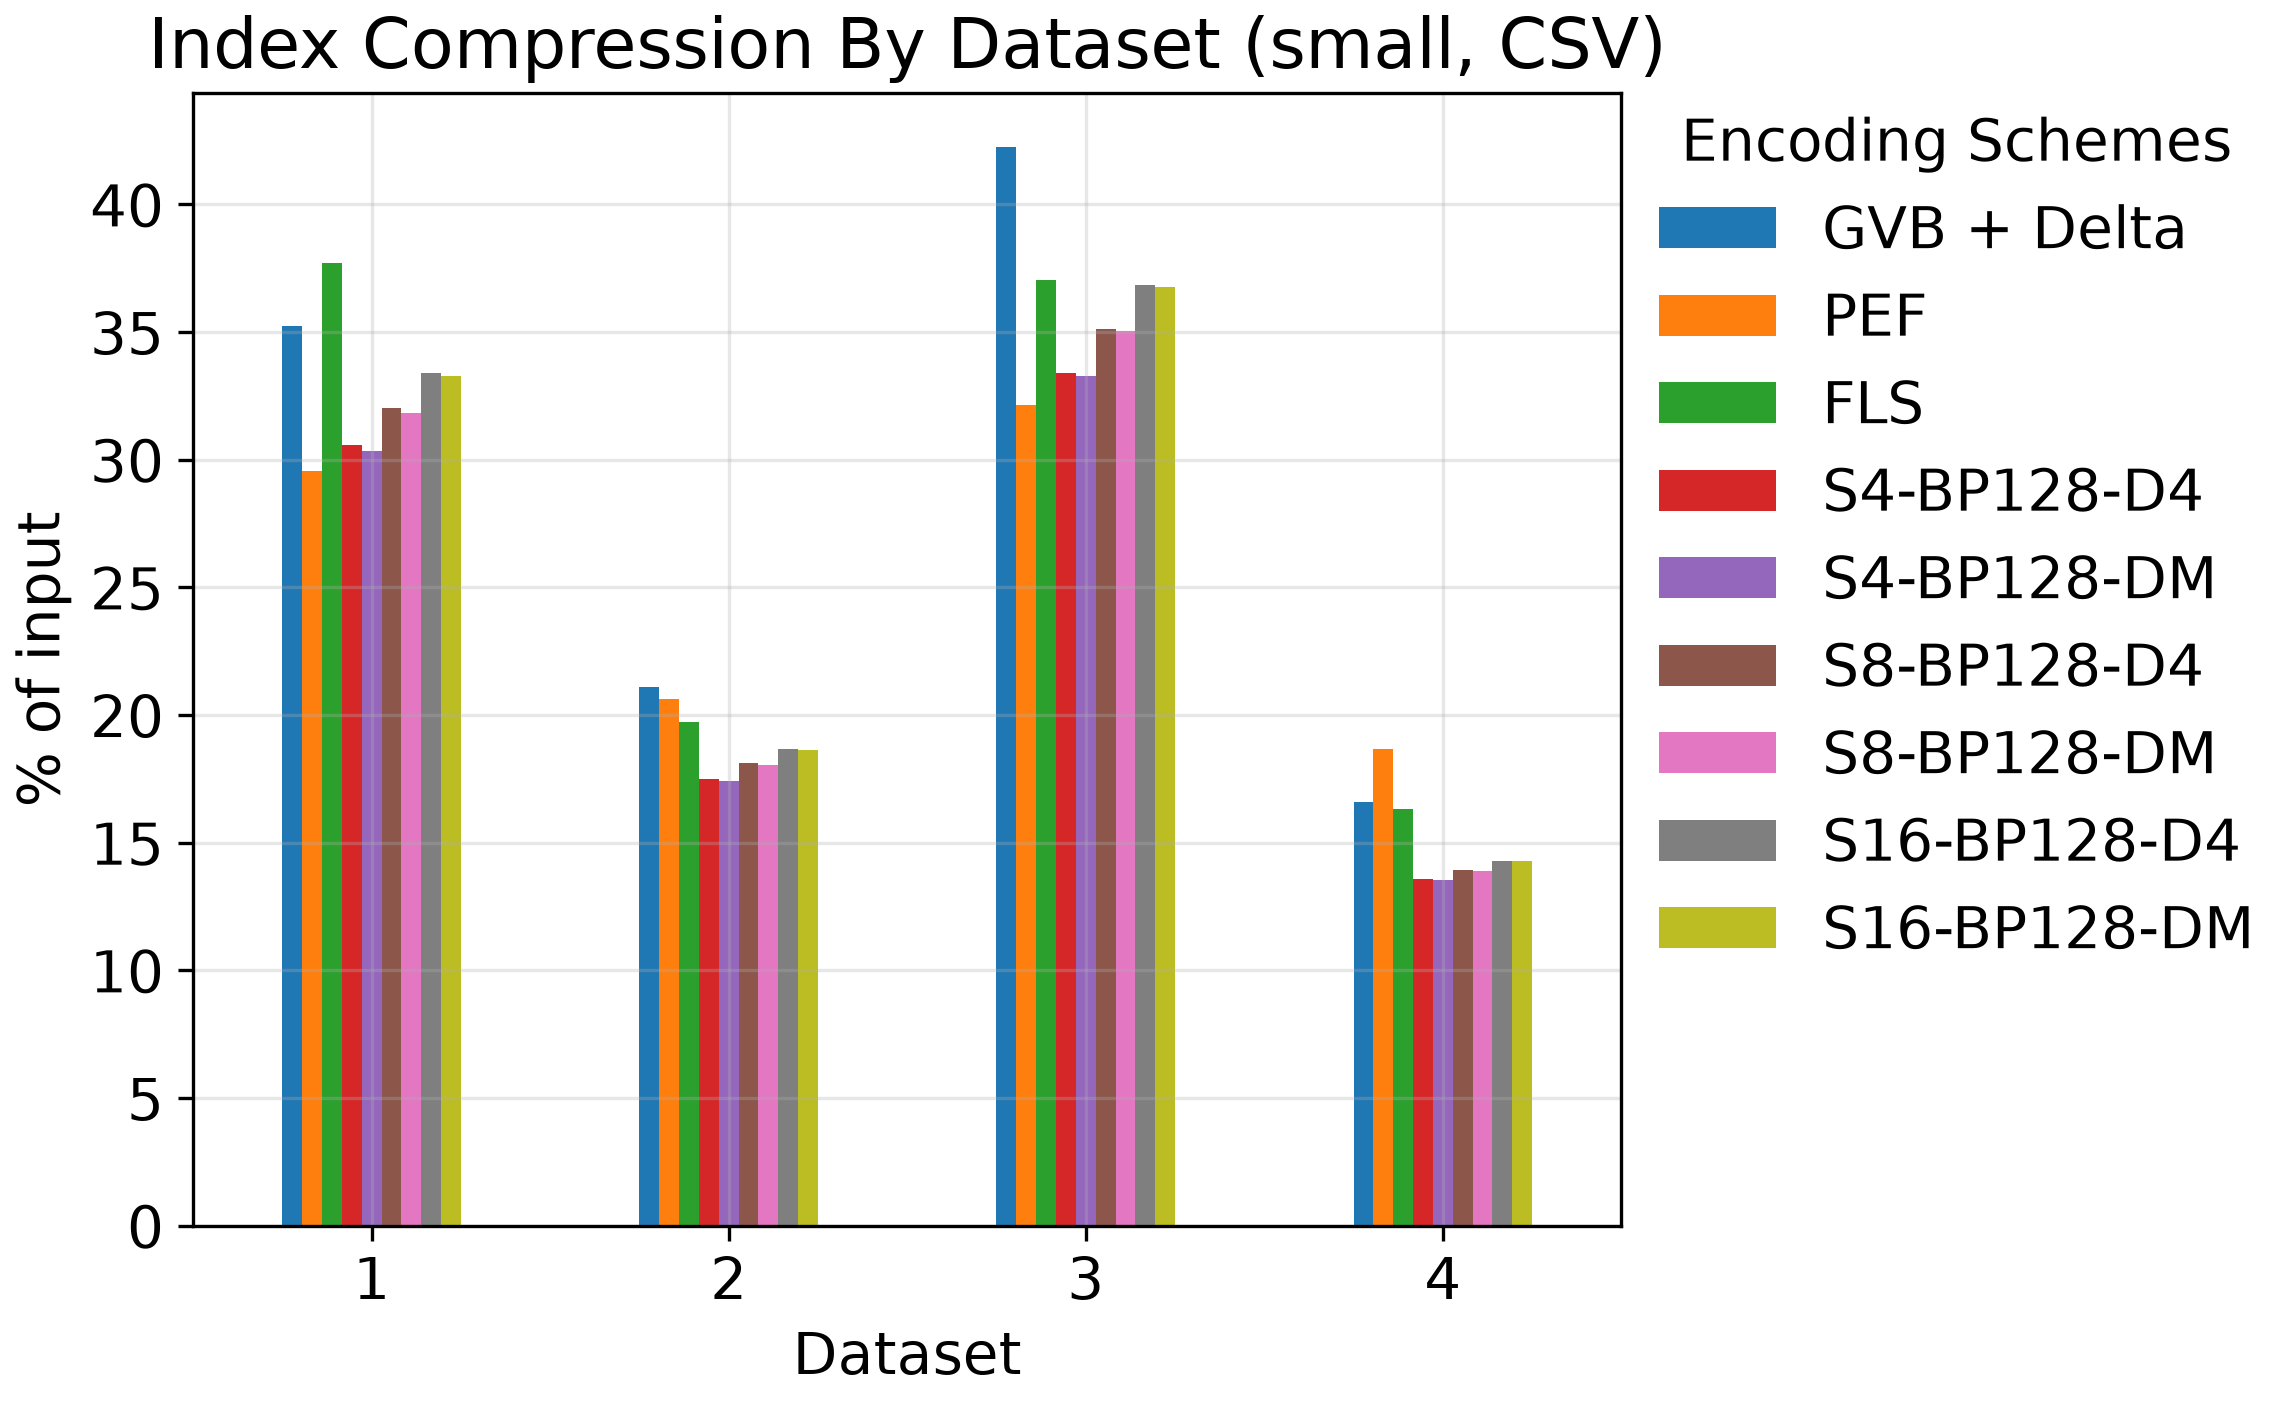 Index Compression By Dataset (small, CSV)
% of input
40
35
30
25
20
15
10
5
0
1 2 3 4
Dataset
Encoding Schemes
GVB + Delta
PEF
FLS
S4-BP128-D4
S4-BP128-DM
S8-BP128-D4
S8-BP128-DM
S16-BP128-D4
S16-BP128-DM